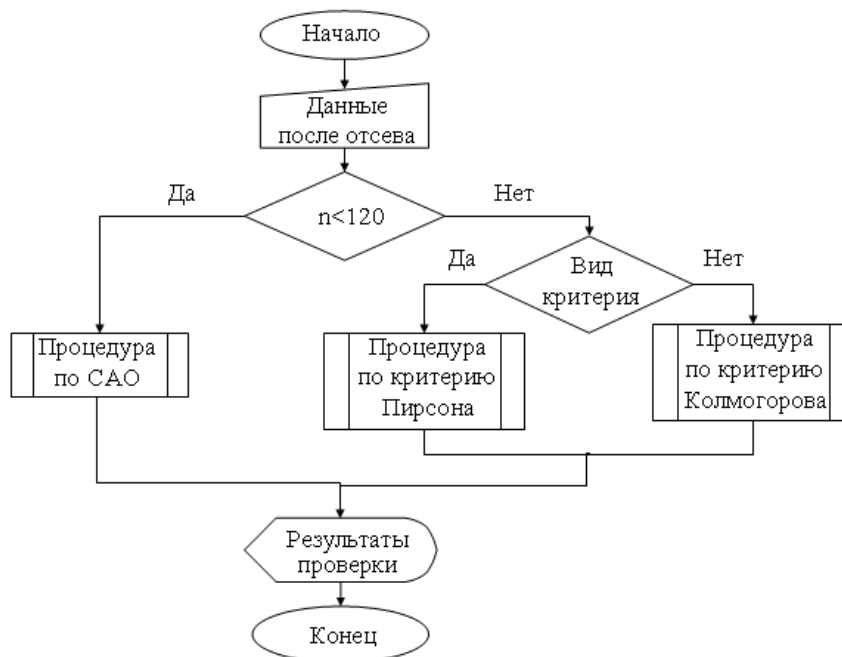 Начало
Данные
после отсева
Да
Нет
n<120
Да
Вид
критерия
Нет
Процедура
по САО
Процедура
по критерию
Пирсона
Процедура
по критерию
Колмогорова
Результаты
проверки
Конец